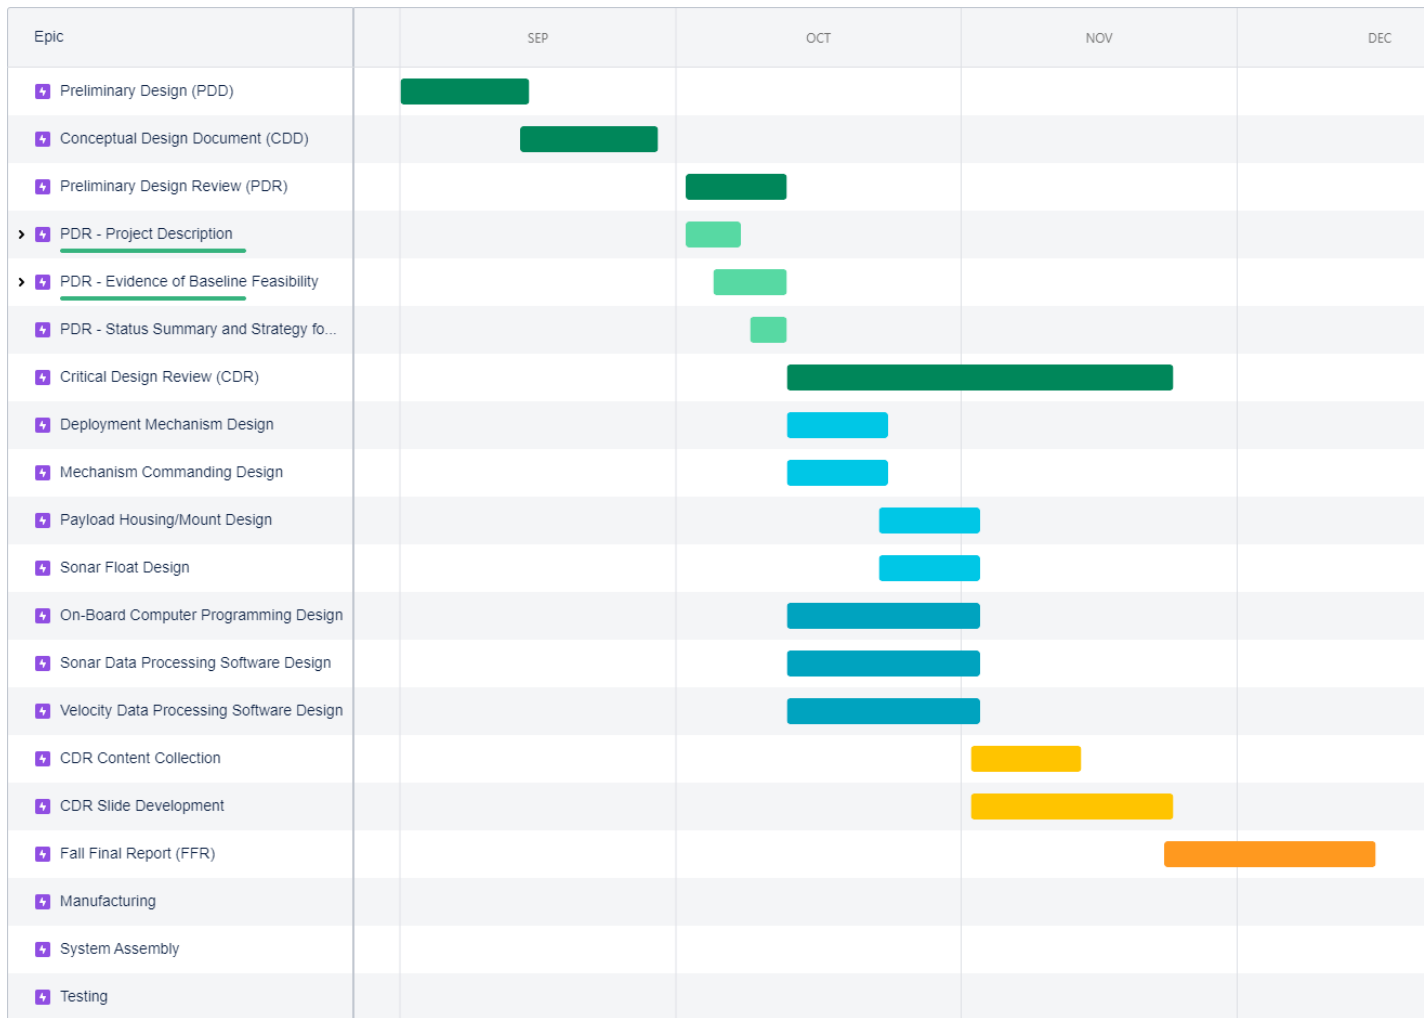 Epic
SEP
OCT
NOV
DEC
Preliminary Design (PDD)
Conceptual Design Document (CDD)
Preliminary Design Review (PDR)
PDR - Project Description
PDR - Evidence of Baseline Feasibility
PDR - Status Summary and Strategy fo...
Critical Design Review (CDR)
Deployment Mechanism Design
Mechanism Commanding Design
Payload Housing/Mount Design
Sonar Float Design
On-Board Computer Programming Design
Sonar Data Processing Software Design
Velocity Data Processing Software Design
CDR Content Collection
CDR Slide Development
Fall Final Report (FFR)
Manufacturing
System Assembly
Testing